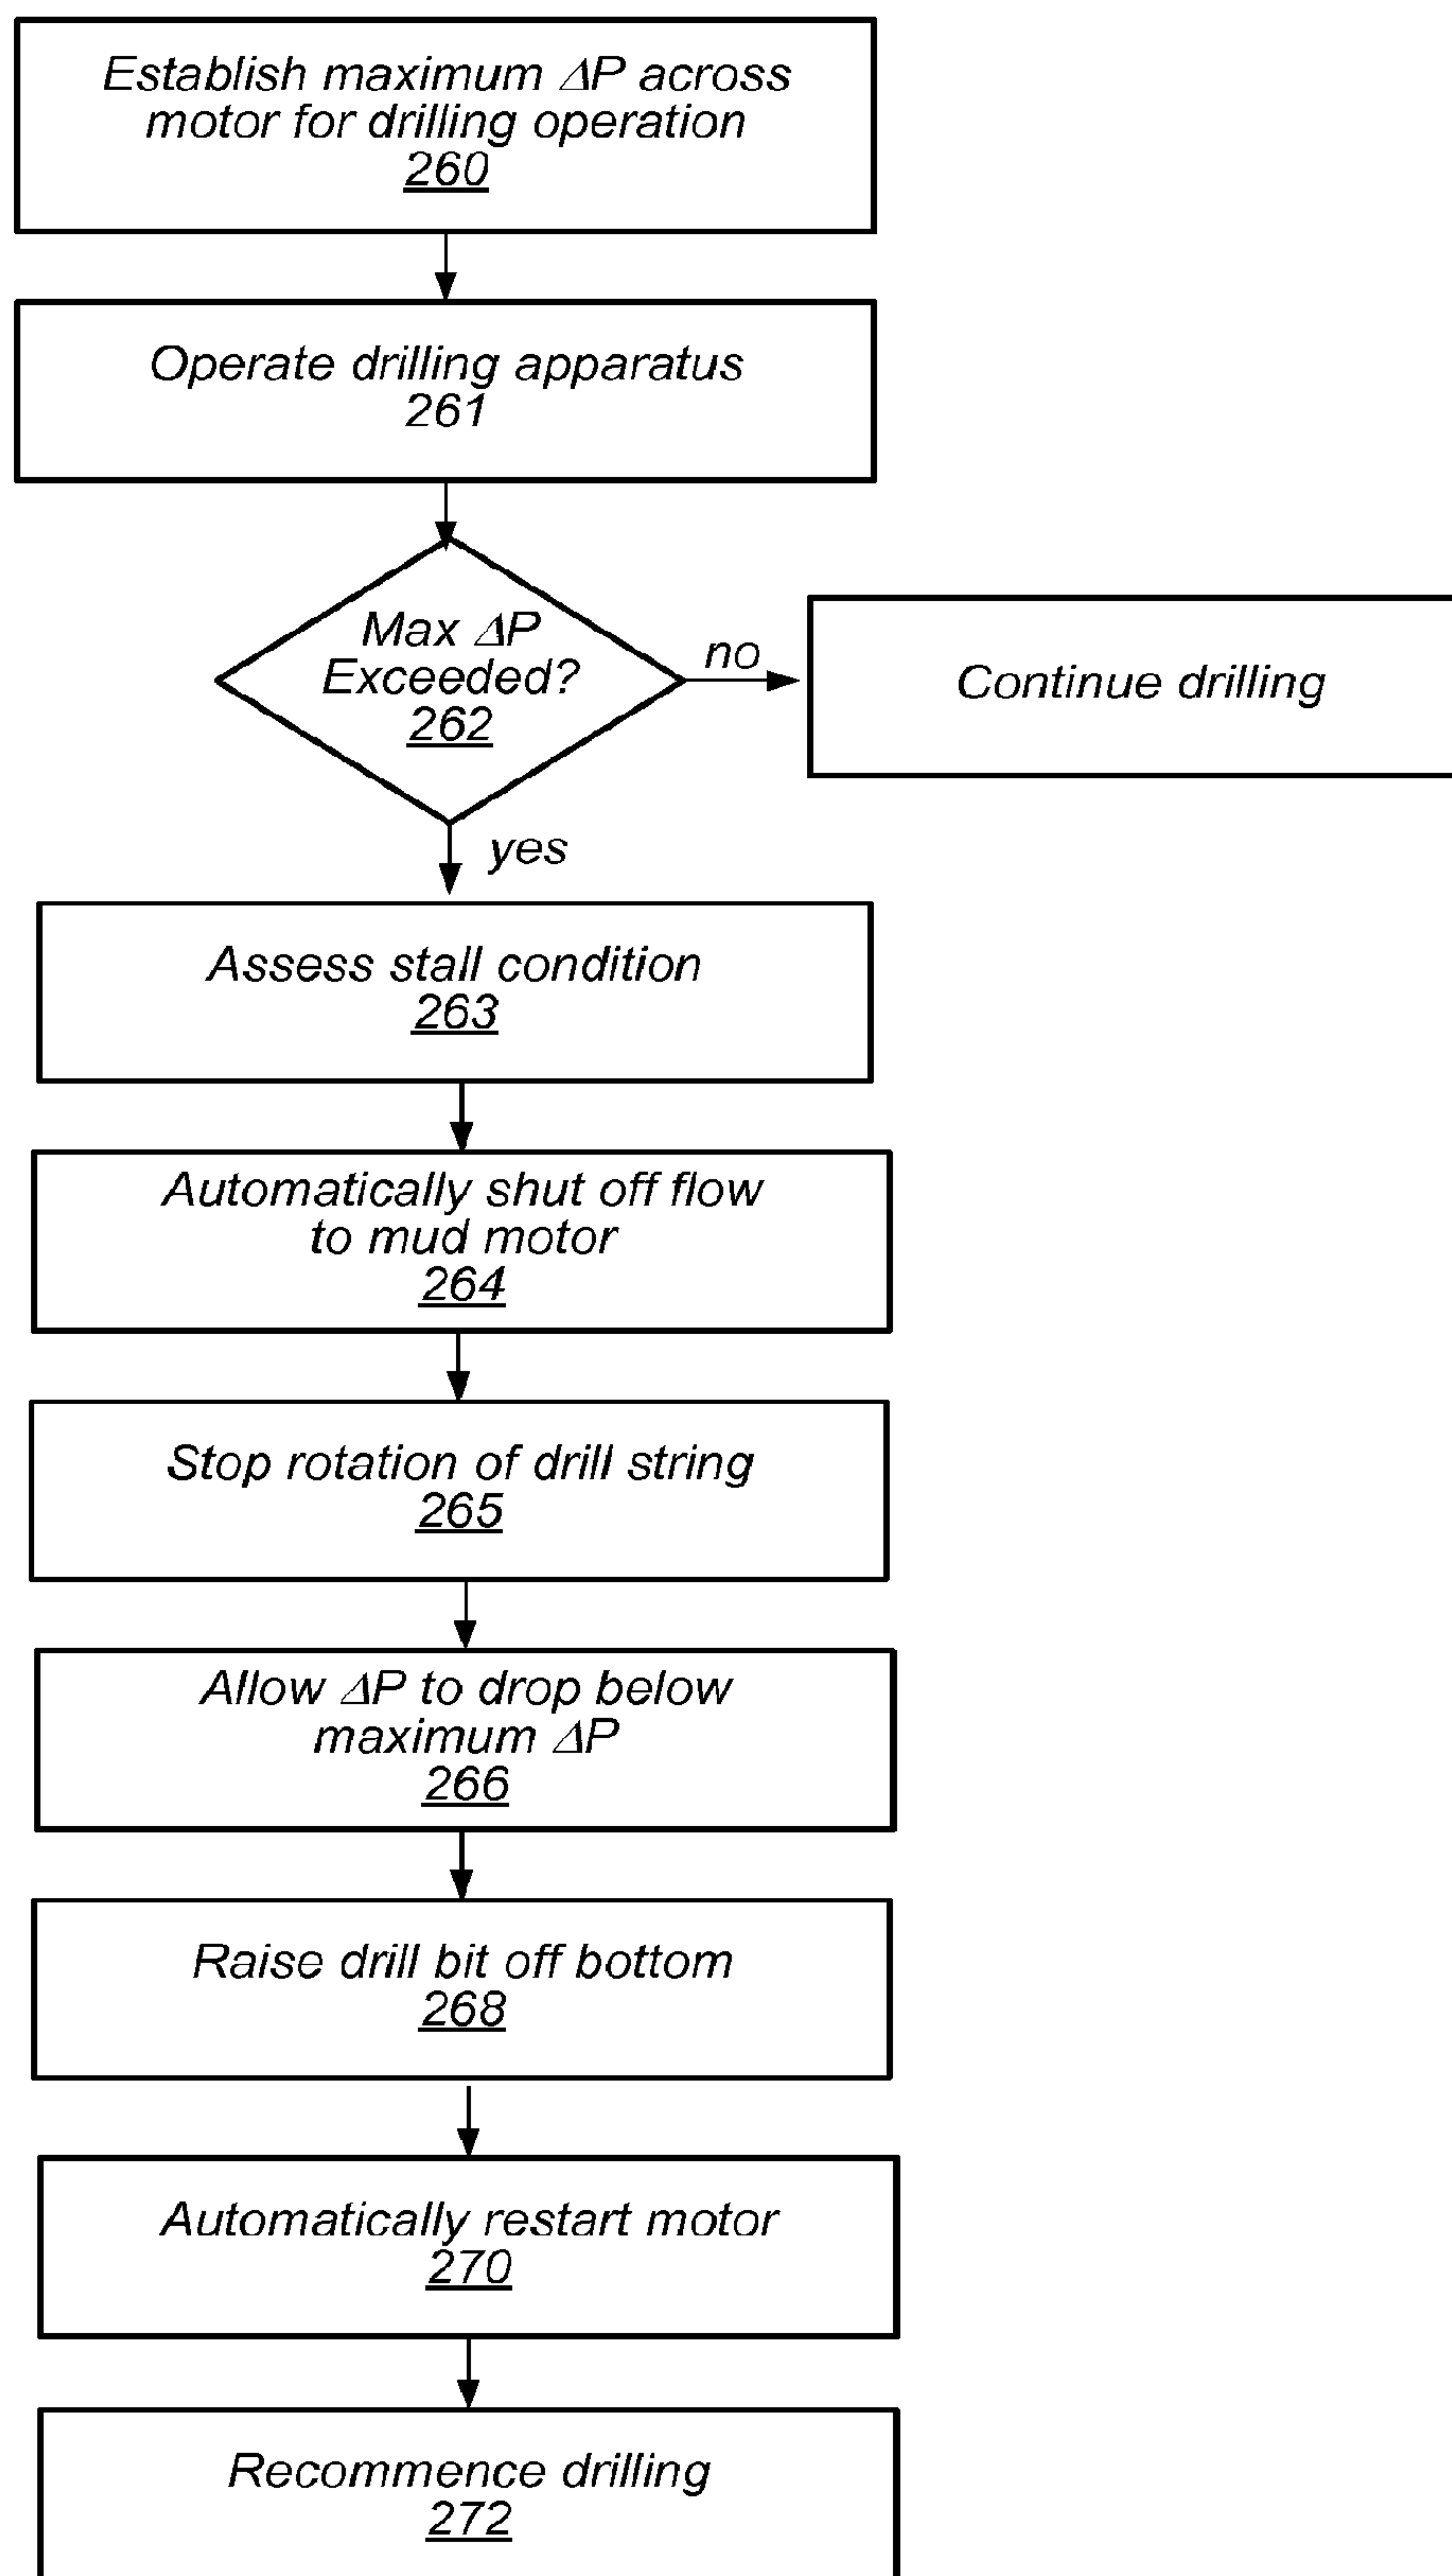 Establish maximum ΔP across
motor for drilling operation
260
Operate drilling apparatus
261
Max ΔP
Exceeded?
262
no
Continue drilling
yes
Assess stall condition
263
Automatically shut off flow
to mud motor
264
Stop rotation of drill string
265
Allow ΔP to drop below
maximum ΔP
266
Raise drill bit off bottom
268
Automatically restart motor
270
Recommence drilling
272